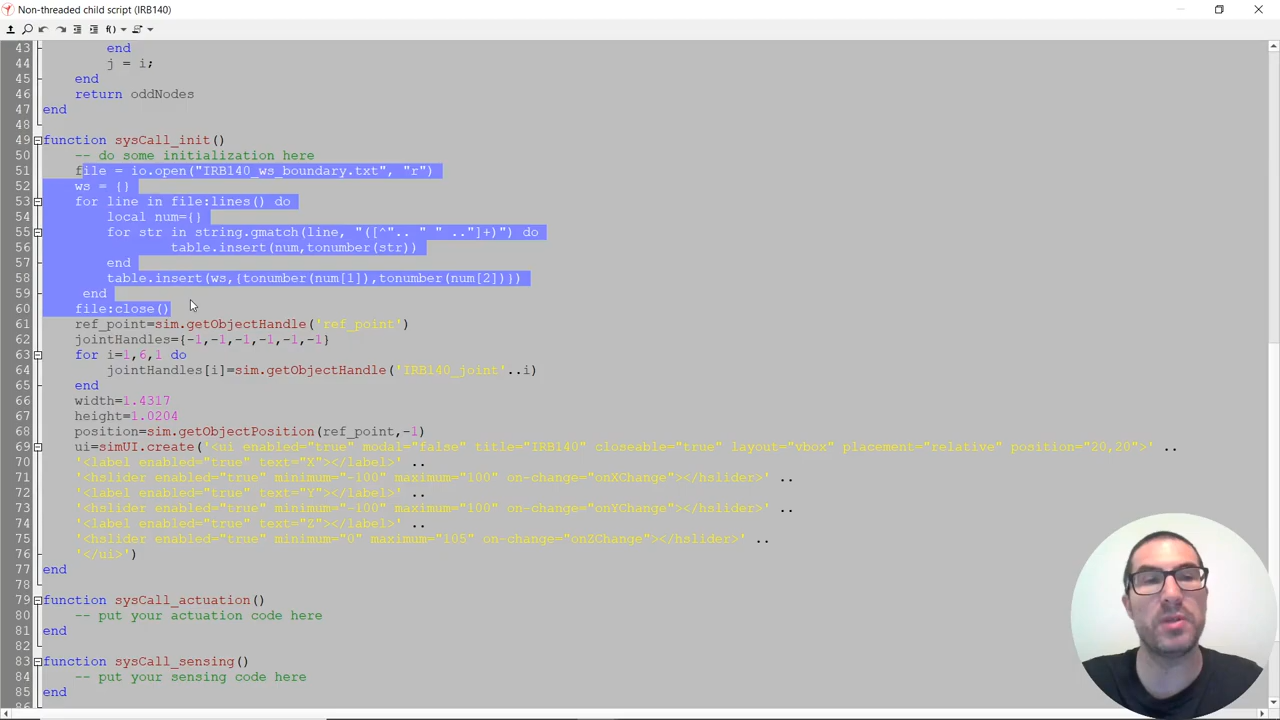 Non-threaded child script (IRB140)
f()
43 end
44 j = i;
45 end
46 return oddNodes
47 end
48
49 function sysCall_init()
50 -- do some initialization here
51 file = io.open("IRB140_ws_boundary.txt", "r")
52 ws = {}
53 for line in file:lines() do
54 local num={}
55 for str in string.gmatch(line, "([^".. " " .."]+)") do
56 table.insert(num,tonumber(str))
57 end
58 table.insert(ws,{tonumber(num[1]),tonumber(num[2])})
59 end
60 file:close()
61 ref_point=sim.getObjectHandle('ref_point')
62 jointHandles={-1,-1,-1,-1,-1,-1}
63 for i=1,6,1 do
64 jointHandles[i]=sim.getObjectHandle('IRB140_joint'..i)
65 end
66 width=1.4317
67 height=1.0204
68 position=sim.getObjectPosition(ref_point,-1)
69 ui=simUI.create('<ui enabled="true" modal="false" title="IRB140" closeable="true" layout="vbox" placement="relative" position="20,20">' ..
70 '<label enabled="true" text="X"></label>' ..
71 '<hslider enabled="true" minimum="-100" maximum="100" on-change="onXChange"></hslider>' ..
72 '<label enabled="true" text="Y"></label>' ..
73 '<hslider enabled="true" minimum="-100" maximum="100" on-change="onYChange"></hslider>' ..
74 '<label enabled="true" text="Z"></label>' ..
75 '<hslider enabled="true" minimum="0" maximum="105" on-change="onZChange"></hslider>' ..
76 '</ui>')
77 end
78
79 function sysCall_actuation()
80 -- put your actuation code here
81 end
82
83 function sysCall_sensing()
84 -- put your sensing code here
85 end
86